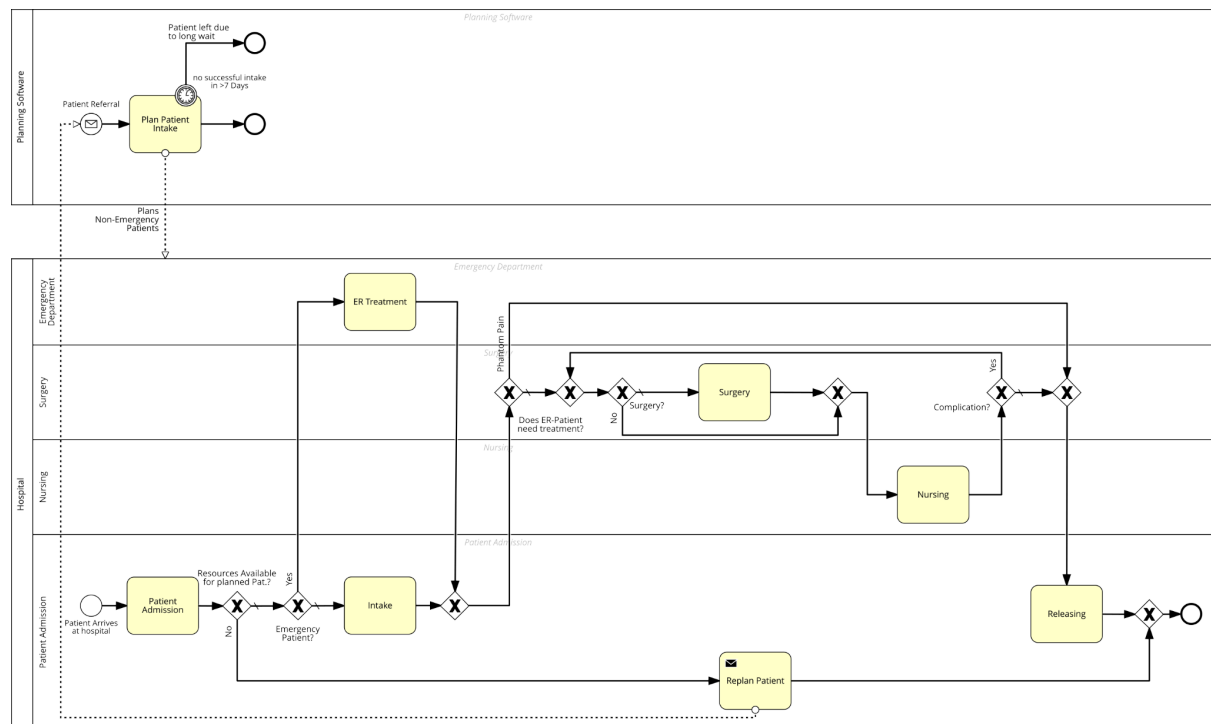 Planning Software
Planning Software
Patient left due
to long wait
no successful intake
in >7 Days
Patient Referral
Plan Patient
Intake
Plans
Non-Emergency
Patients
Hospital
Emergency
Department
Emergency Department
ER Treatment
Phantom Pain
Surgery
Surgery
Surgery
Surgery?
No
Does ER-Patient
need treatment?
Complication?
Yes
Nursing
Nursing
Nursing
Patient Admission
Patient Admission
Patient Arrives
at hospital
Patient
Admission
Resources Available
for planned Pat.?
No
Yes
Emergency
Patient?
Intake
Releasing
Replan Patient